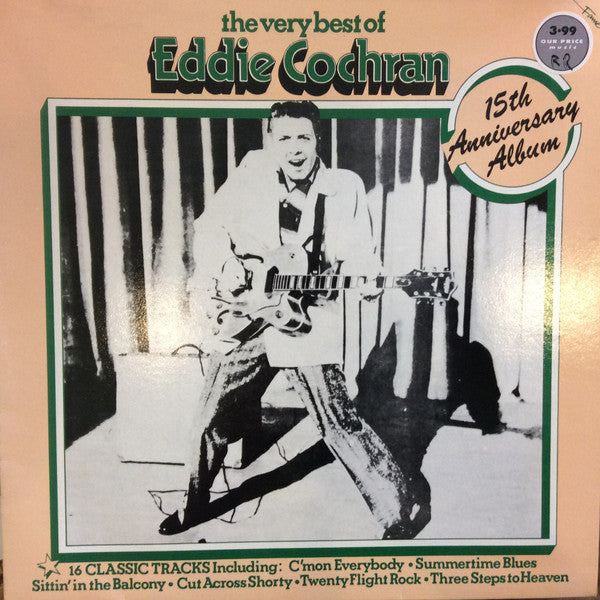 the very best of
Eddie Cochran
15th
Anniversary
Album
3·99
OUR PRICE
music
16 CLASSIC TRACKS Including: C'mon Everybody • Summertime Blues
Sittin' in the Balcony • Cut Across Shorty • Twenty Flight Rock • Three Steps to Heaven